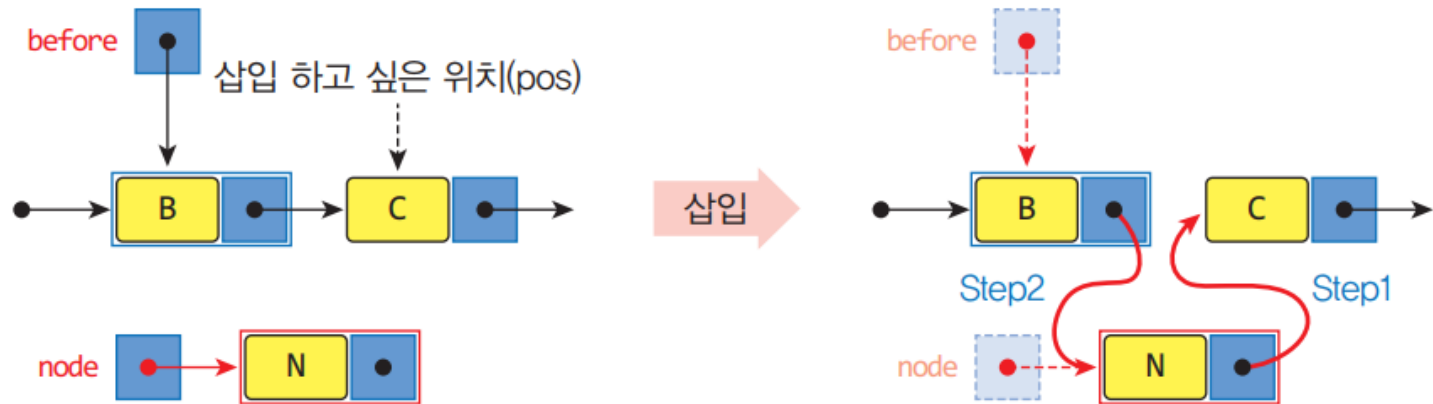 before
삽입 하고 싶은 위치(pos)
B
C
node
N
삽입
before
B
C
Step2
Step1
node
N